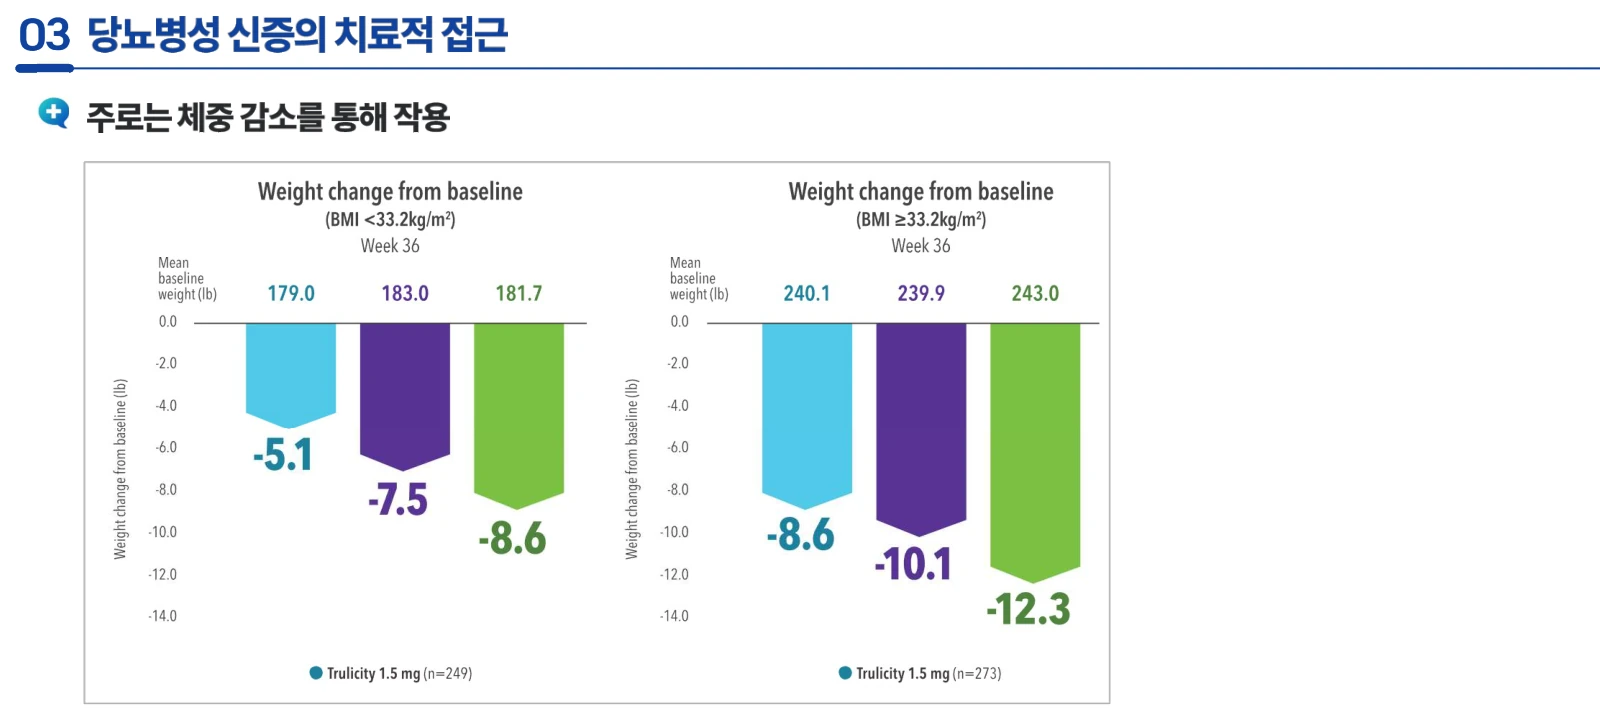 03 당뇨병성 신증의 치료적 접근
주로는 체중 감소를 통해 작용
Weight change from baseline
(BMI <33.2kg/m²)
Week 36
Mean
baseline
weight (lb)
179.0 183.0 181.7
0.0
-2.0
-4.0
-6.0
-8.0
-10.0
-12.0
-14.0
Weight change from baseline (lb)
-5.1
-7.5
-8.6
Trulicity 1.5 mg (n=249)
Weight change from baseline
(BMI ≥33.2kg/m²)
Week 36
Mean
baseline
weight (lb)
240.1 239.9 243.0
0.0
-2.0
-4.0
-6.0
-8.0
-10.0
-12.0
-14.0
Weight change from baseline (lb)
-8.6
-10.1
-12.3
Trulicity 1.5 mg (n=273)